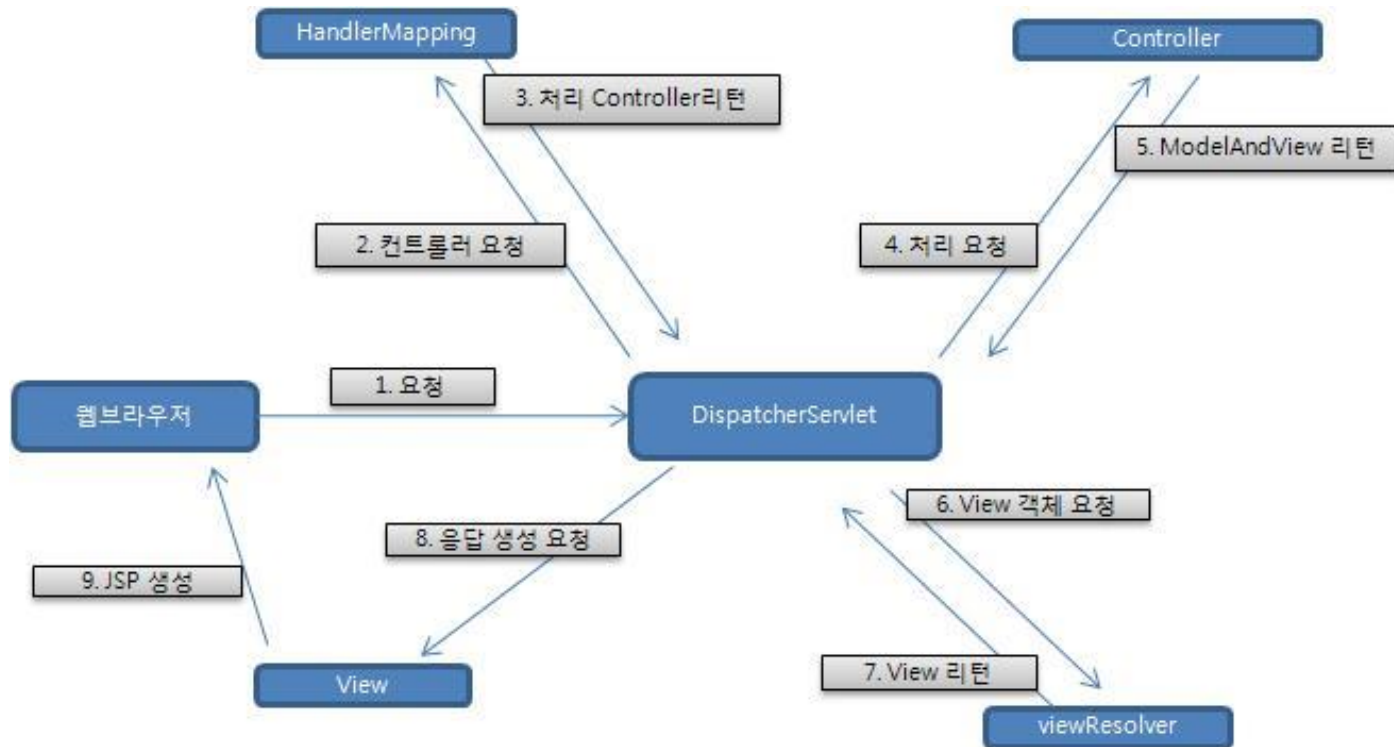 HandlerMapping
Controller
3. 처리 Controller리턴
5. ModelAndView 리턴
2. 컨트롤러 요청
4. 처리 요청
1. 요청
웹브라우저
DispatcherServlet
6. View 객체 요청
8. 응답 생성 요청
9. JSP 생성
7. View 리턴
View
viewResolver